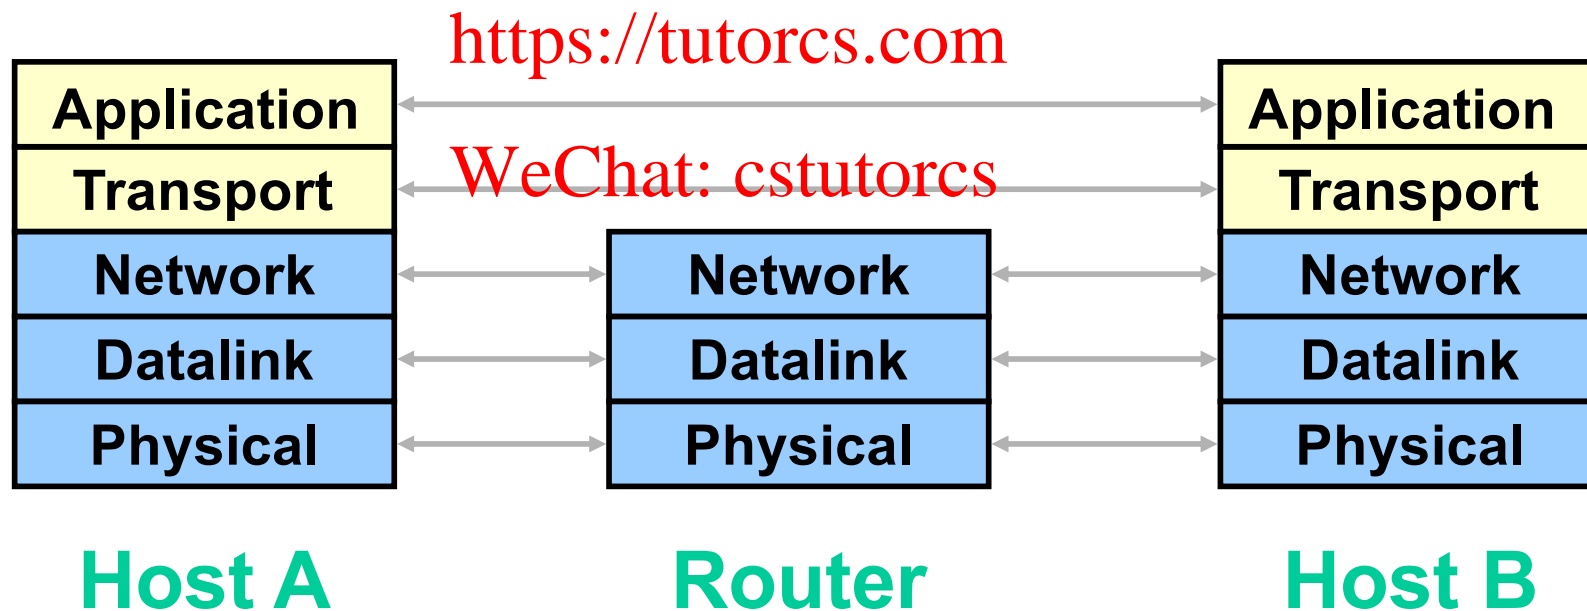 https://tutorcs.com
Application Application
WeChat: cstutorcs
Transport Transport
Network Network Network
Datalink Datalink Datalink
Physical Physical Physical
Host A Router Host B